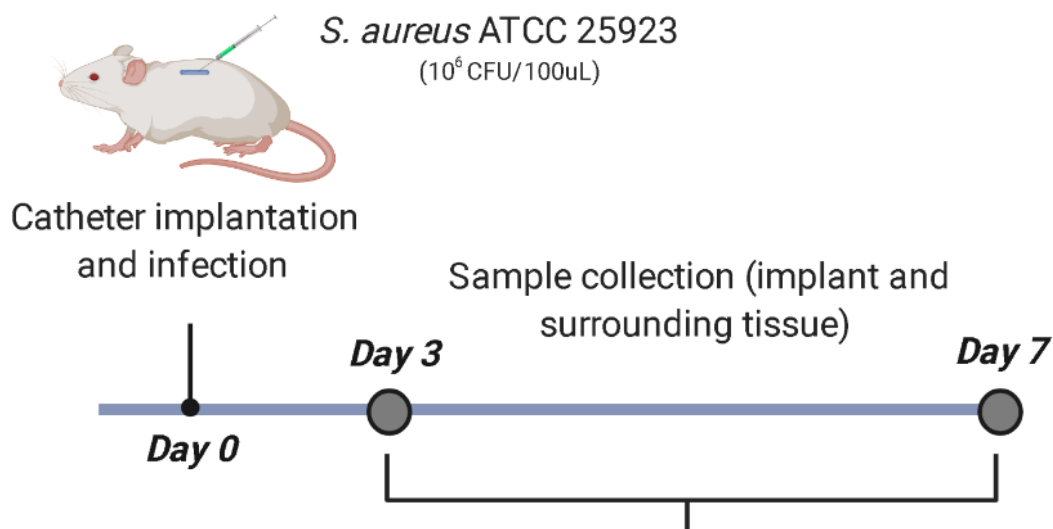 S. aureus ATCC 25923
(10⁶ CFU/100uL)
Catheter implantation
and infection
Sample collection (implant and
surrounding tissue)
Day 3
Day 7
Day 0